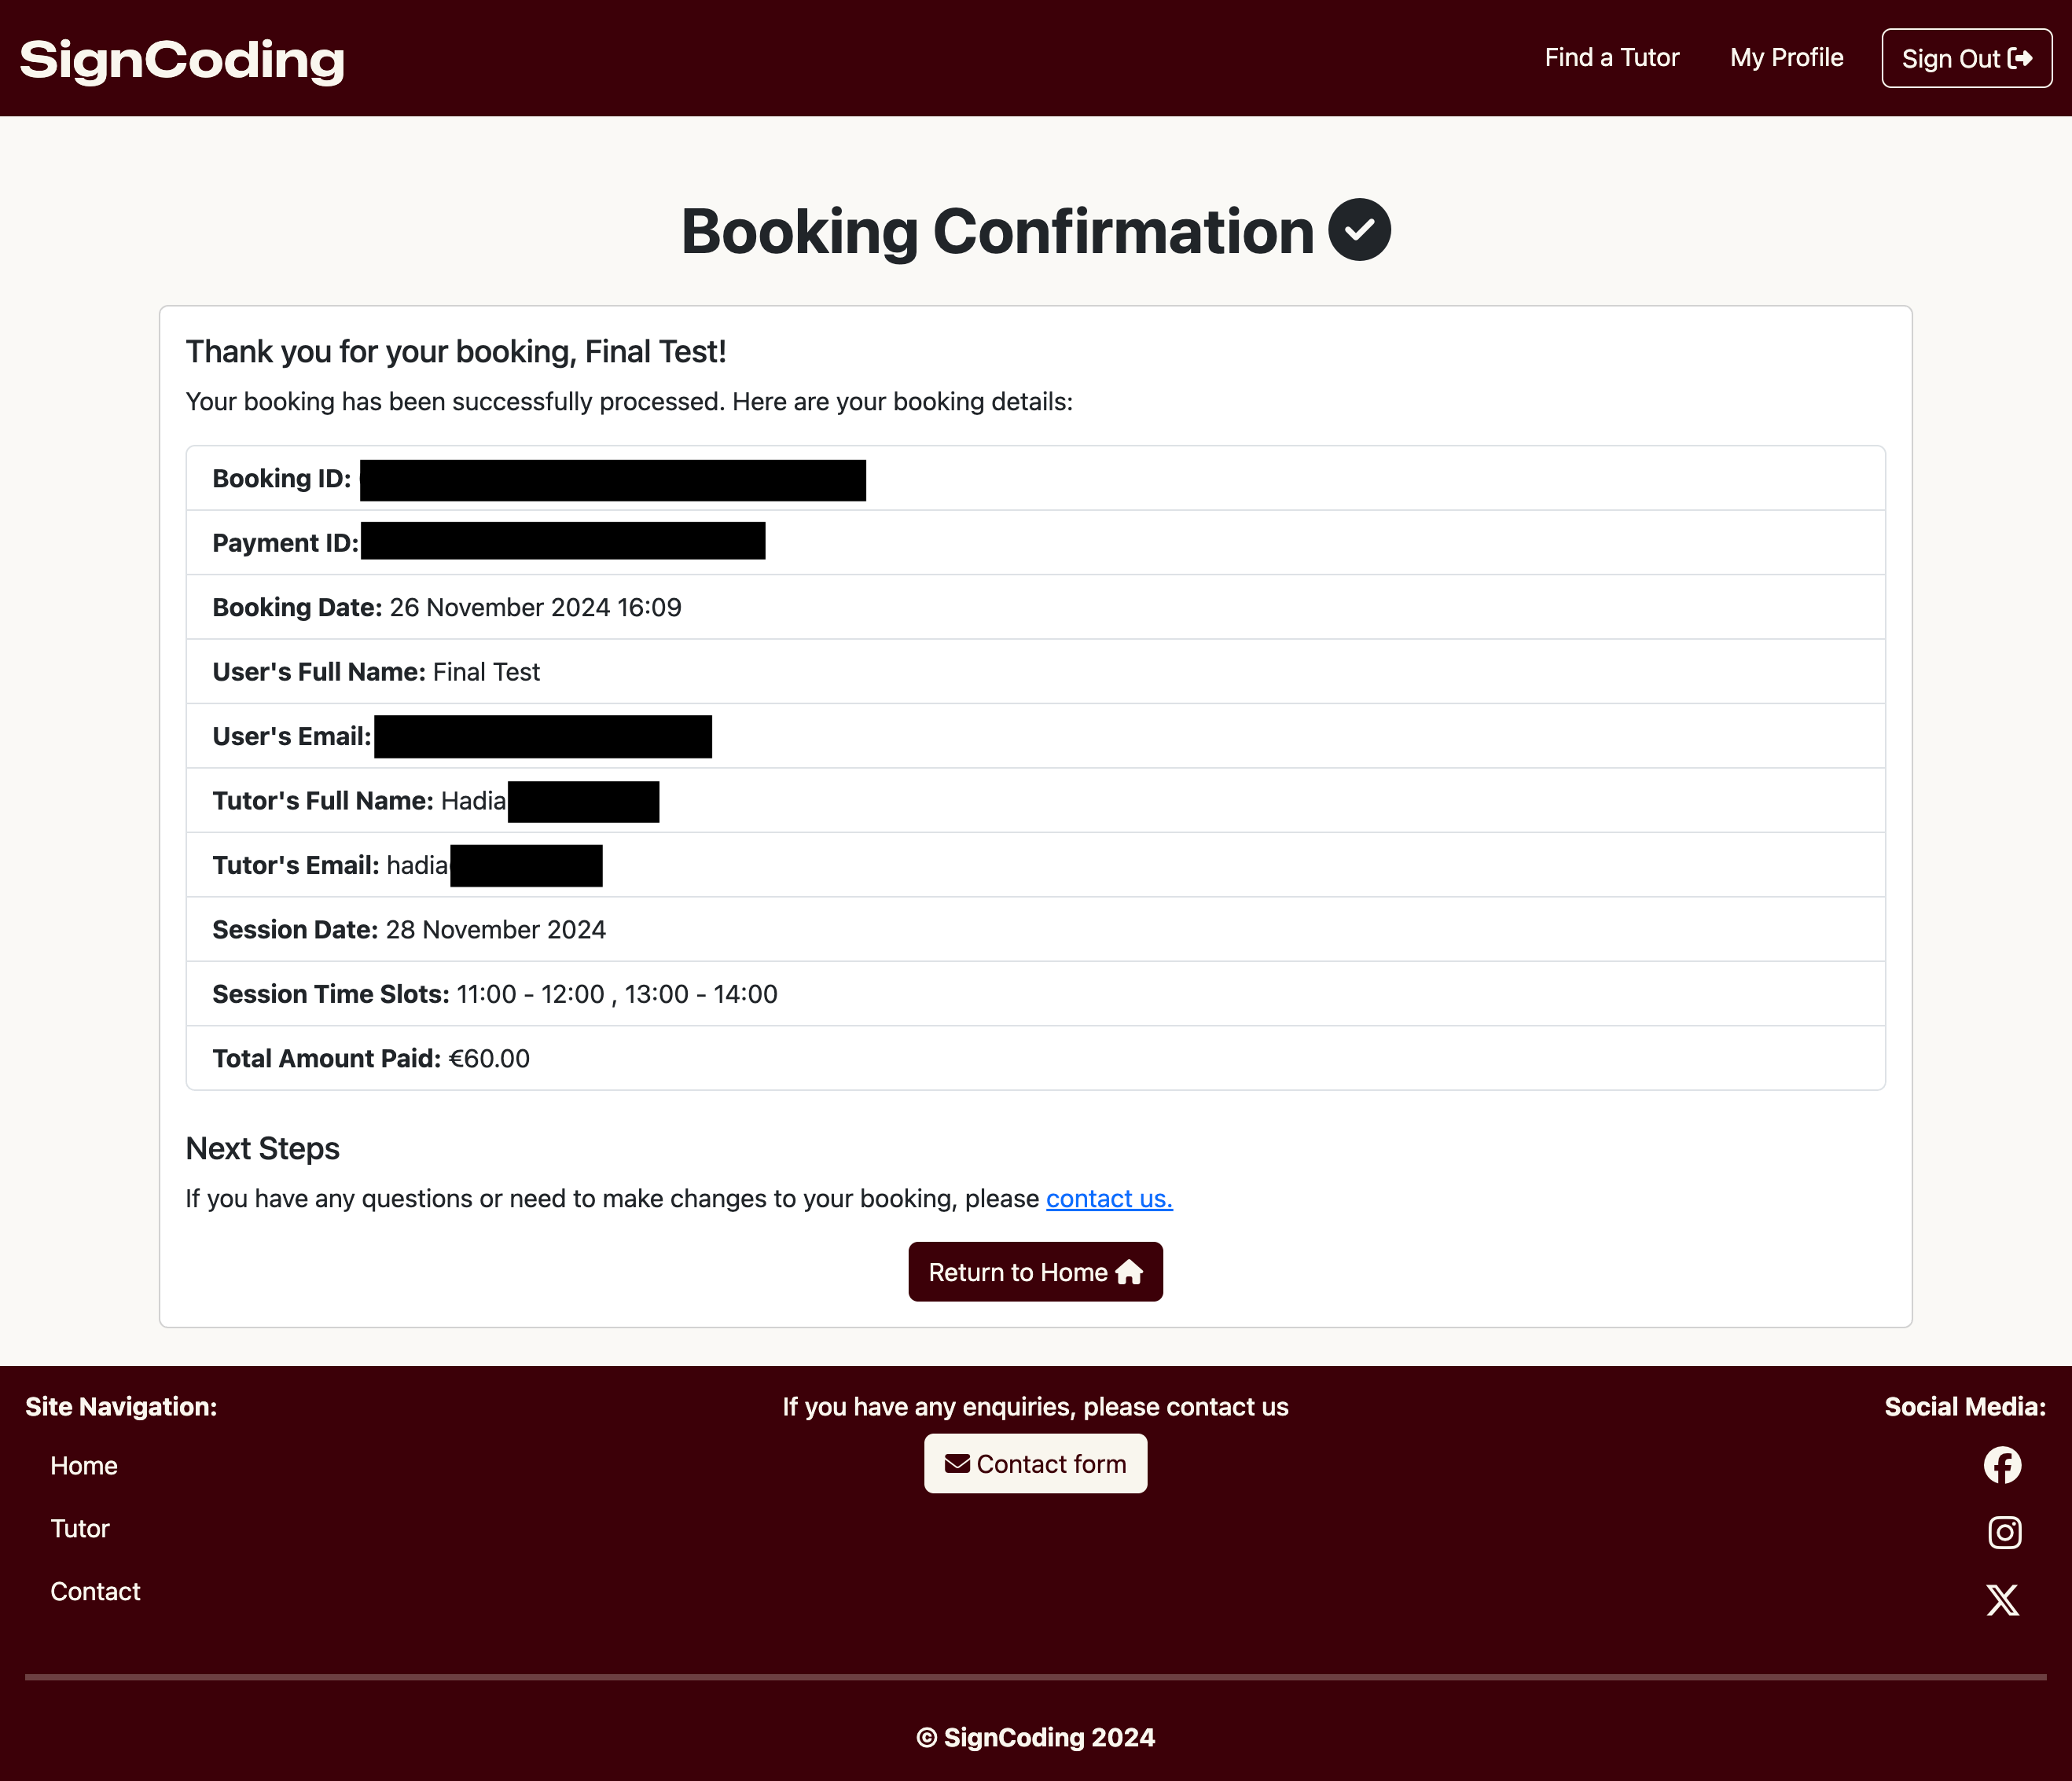 SignCoding
Find a Tutor
My Profile
Sign Out
Booking Confirmation
Thank you for your booking, Final Test!
Your booking has been successfully processed. Here are your booking details:
Booking ID:
Payment ID:
Booking Date: 26 November 2024 16:09
User's Full Name: Final Test
User's Email:
Tutor's Full Name: Hadia
Tutor's Email: hadia
Session Date: 28 November 2024
Session Time Slots: 11:00 - 12:00 , 13:00 - 14:00
Total Amount Paid: €60.00
Next Steps
If you have any questions or need to make changes to your booking, please contact us.
Return to Home
Site Navigation:
Home
Tutor
Contact
If you have any enquiries, please contact us
Contact form
Social Media:
© SignCoding 2024